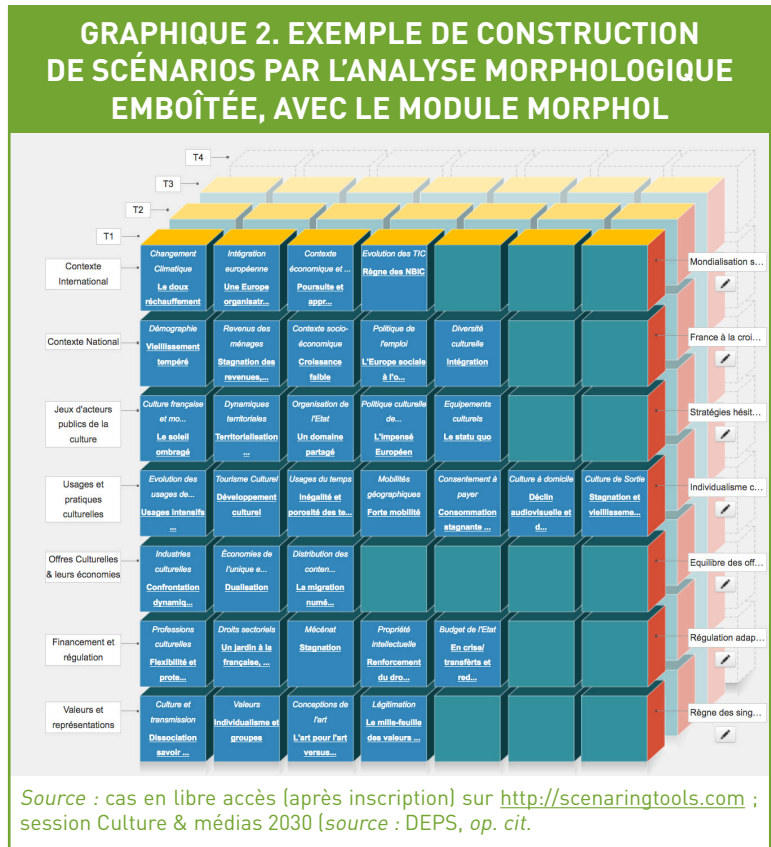 GRAPHIQUE 2. EXEMPLE DE CONSTRUCTION
DE SCÉNARIOS PAR L'ANALYSE MORPHOLOGIQUE
EMBOÎTÉE, AVEC LE MODULE MORPHOL
T4
T3
T2
T1
Contexte
International
Changement
Climatique
Le doux
réchauffement
Intégration
européenne
Une Europe
organisatr...
Contexte
économique et ...
Poursuite et
appr...
Evolution des TIC
Règne des NBIC
Mondialisation s...
Contexte National
Démographie
Vieillissement
tempéré
Revenus des
ménages
Stagnation des
revenues,...
Contexte socio-
économique
Croissance
faible
Politique de
l'emploi
L'Europe sociale
à l'o...
Diversité
culturelle
Intégration
France à la croi...
Jeux d'acteurs
publics de la
culture
Culture française
et mo...
Le soleil
ombragé
Dynamiques
territoriales
Territorialisation
...
Organisation de
l'Etat
Un domaine
partagé
Politique culturelle
de...
L'impensé
Européen
Equipements
culturels
Le statu quo
Stratégies hésit...
Usages et
pratiques
culturelles
Evolution des
usages de...
Usages intensifs
...
Tourisme Culturel
Développement
culturel
Usages du temps
Inégalité et
porosité des te...
Mobilités
géographiques
Forte mobilité
Consentement à
payer
Consommation
stagnante ...
Culture à domicile
Déclin
audiovisuelle et
d...
Culture de Sortie
Stagnation et
vieillisseme...
Individualisme c...
Offres Culturelles
& leurs économies
Industries
culturelles
Confrontation
dynamiq...
Économies de
l'unique e...
Dualisation
Distribution des
conten...
La migration
numé...
Equilibre des off...
Financement et
régulation
Professions
culturelles
Flexibilité et
prote...
Droits sectoriels
Un jardin à la
française, ...
Mécénat
Stagnation
Propriété
intellectuelle
Renforcement
du dro...
Budget de l'Etat
En crise/
transfèrts et
red...
Régulation adap...
Valeurs et
représentations
Culture et
transmission
Dissociation
savoir ...
Valeurs
Individualisme et
groupes
Conceptions de
l'art
L'art pour l'art
versus...
Légitimation
Le mille-feuille
des valeurs ...
Règne des sing...
Source : cas en libre accès (après inscription) sur http://scenaringtools.com ;
session Culture & médias 2030 (source : DEPS, op. cit.